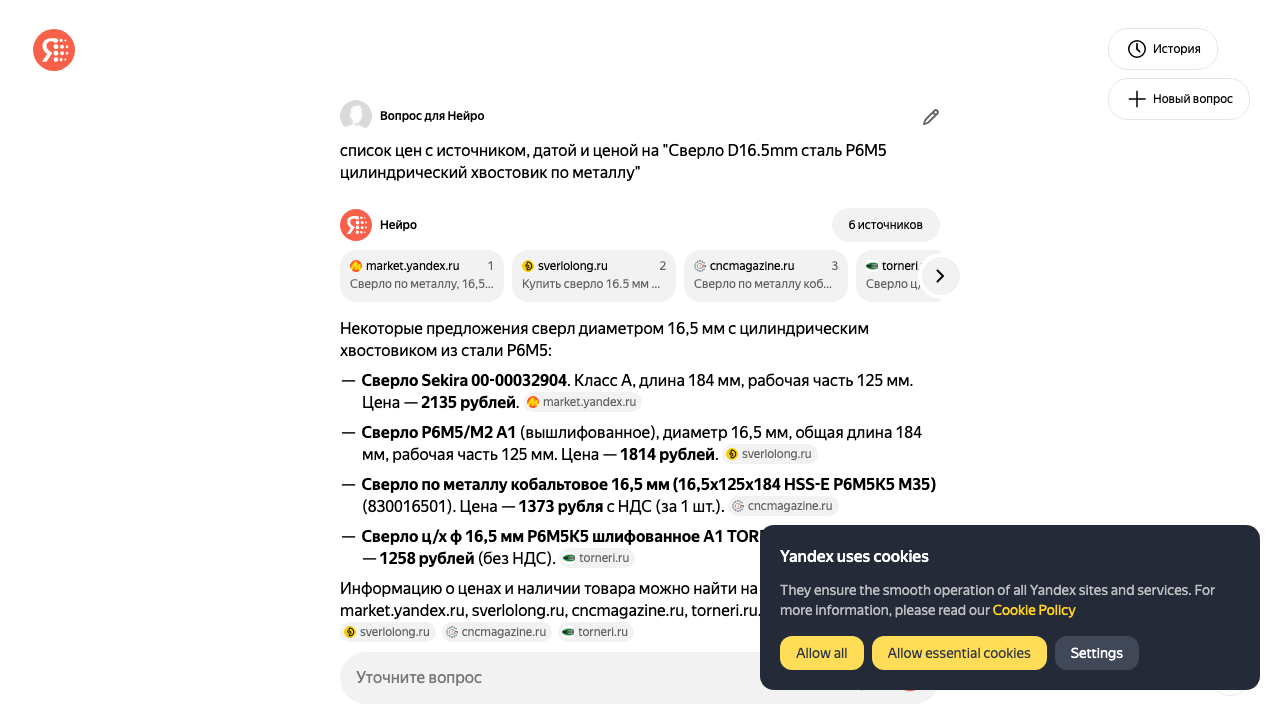 История
Новый вопрос
Вопрос для Нейро
список цен с источником, датой и ценой на "Сверло D16.5mm сталь Р6М5
цилиндрический хвостовик по металлу"
Нейро
6 источников
market.yandex.ru 1
Сверло по металлу, 16,5...
sverlolong.ru 2
Купить сверло 16.5 мм ...
cncmagazine.ru 3
Сверло по металлу коб...
torneri
Сверло ц/
Некоторые предложения сверл диаметром 16,5 мм с цилиндрическим
хвостовиком из стали Р6М5:
— Сверло Sekira 00-00032904. Класс А, длина 184 мм, рабочая часть 125 мм.
Цена — 2135 рублей. market.yandex.ru
— Сверло Р6М5/М2 А1 (вышлифованное), диаметр 16,5 мм, общая длина 184
мм, рабочая часть 125 мм. Цена — 1814 рублей. sverlolong.ru
— Сверло по металлу кобальтовое 16,5 мм (16,5х125х184 HSS-E Р6М5К5 М35)
(830016501). Цена — 1373 рубля с НДС (за 1 шт.). cncmagazine.ru
— Сверло ц/х ф 16,5 мм Р6М5К5 шлифованное А1
— 1258 рублей (без НДС). torneri.ru
Информацию о ценах и наличии товара можно найти на
market.yandex.ru, sverlolong.ru, cncmagazine.ru, torneri.ru.
sverlolong.ru cncmagazine.ru torneri.ru
Уточните вопрос
Yandex uses cookies
They ensure the smooth operation of all Yandex sites and services. For
more information, please read our Cookie Policy
Allow all
Allow essential cookies
Settings